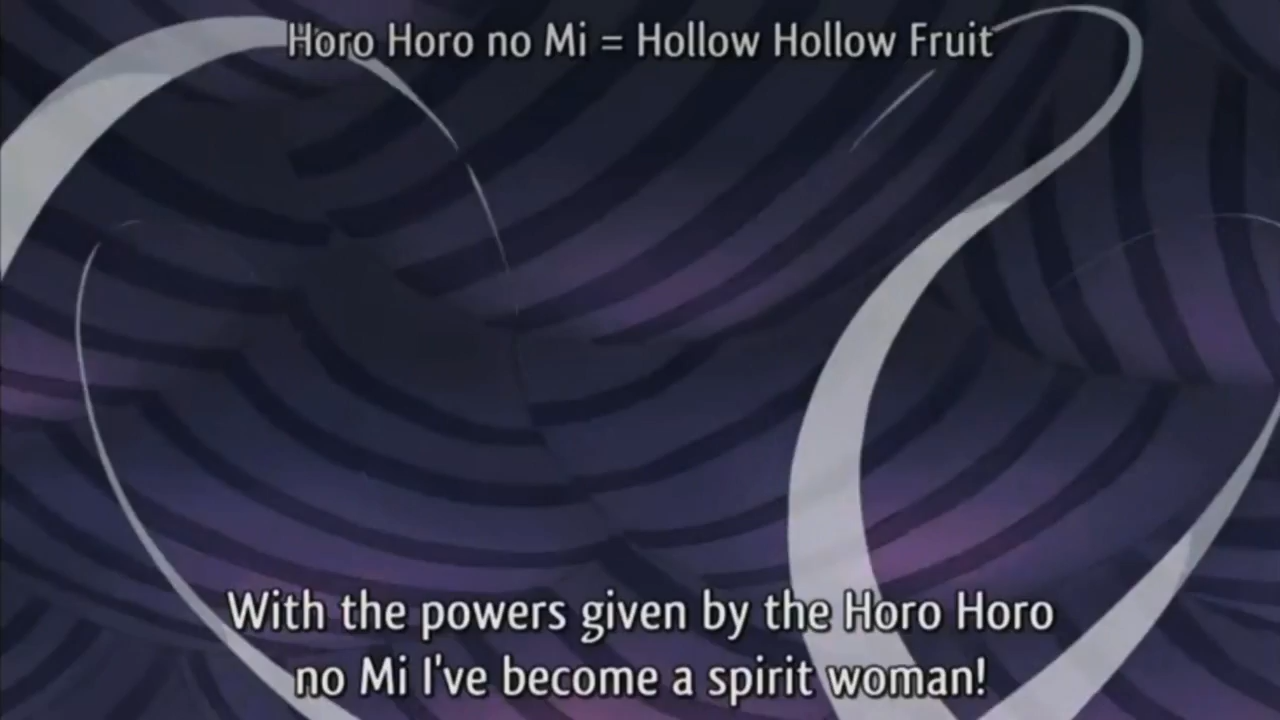 Horo Horo no Mi = Hollow Hollow Fruit
With the powers given by the Horo Horo
no Mi I've become a spirit woman!